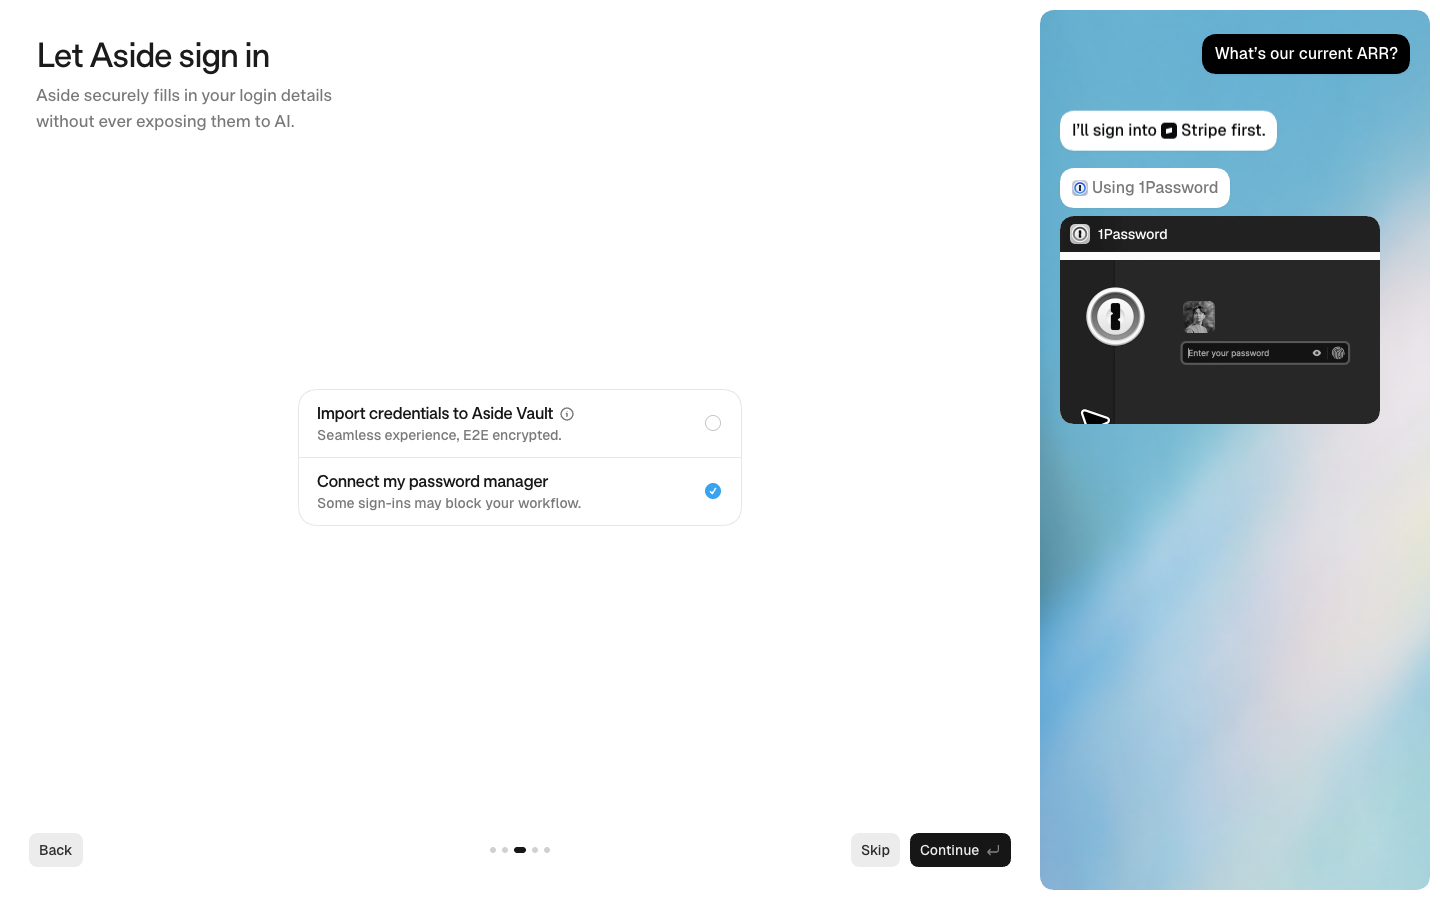 Let Aside sign in
Aside securely fills in your login details
without ever exposing them to AI.
Import credentials to Aside Vault
Seamless experience, E2E encrypted.
Connect my password manager
Some sign-ins may block your workflow.
Back
Skip
Continue
What's our current ARR?
I'll sign into Stripe first.
Using 1Password
1Password
Enter your password